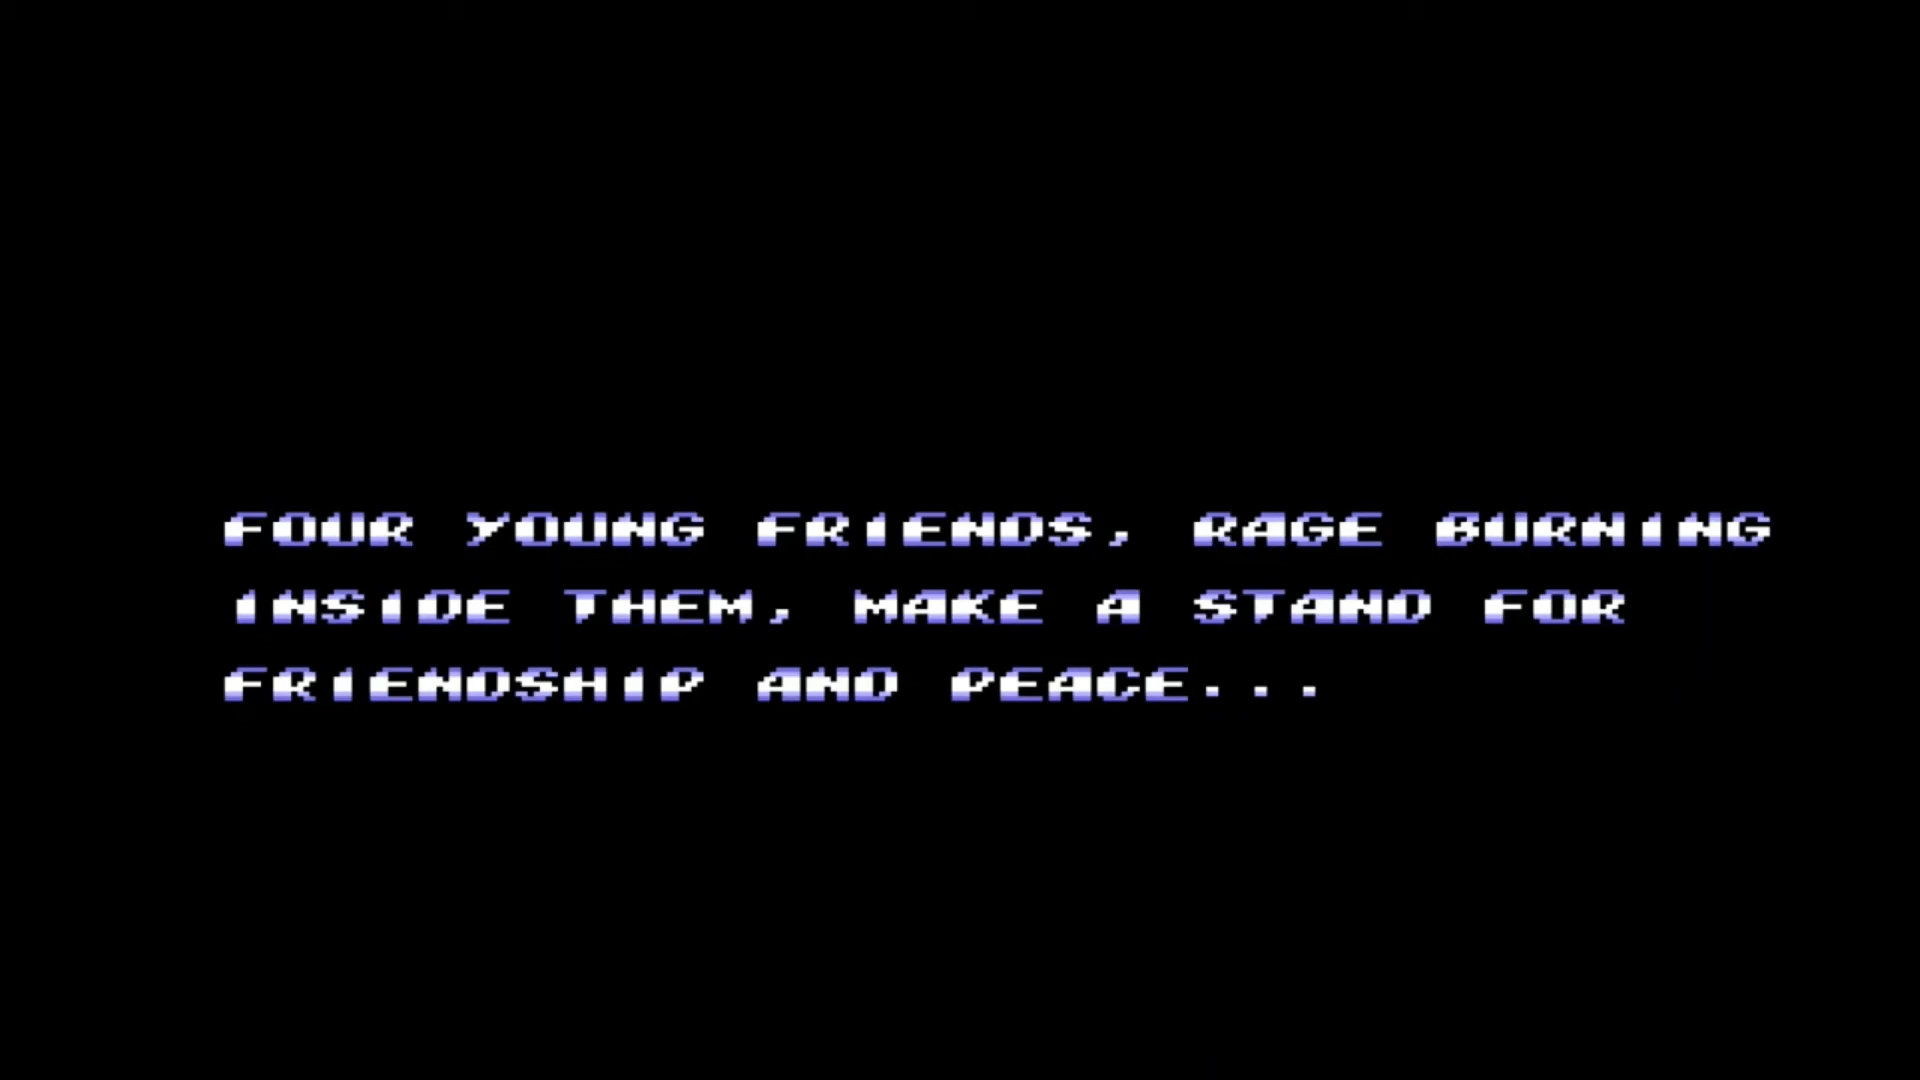 FOUR YOUNG FRIENDS, RAGE BURNING
INSIDE THEM, MAKE A STAND FOR
FRIENDSHIP AND PEACE...